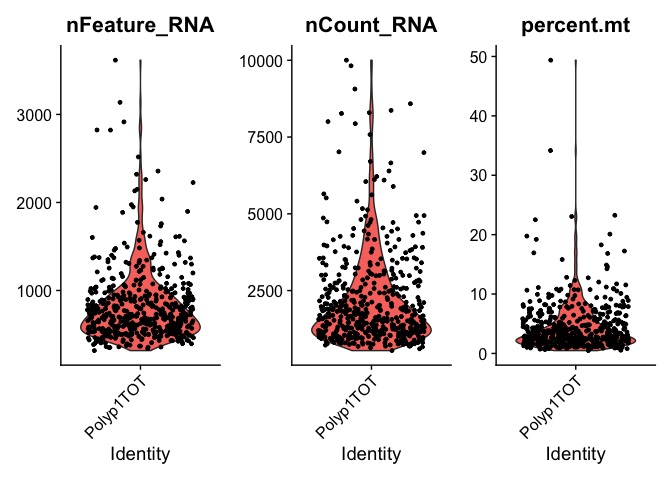 nFeature_RNA
3000
2000
1000
Polyp1TOT
Identity
nCount_RNA
10000
7500
5000
2500
Polyp1TOT
Identity
percent.mt
50
40
30
20
10
0
Polyp1TOT
Identity